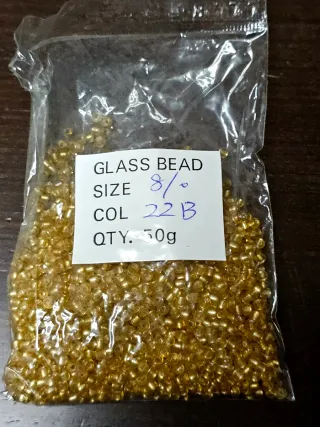 GLASS BEAD
SIZE 8/0
COL 22B
QTY. 50g